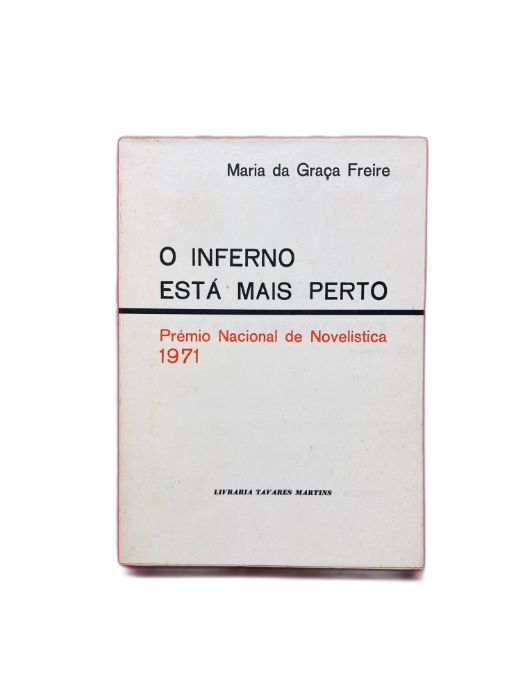 Maria da Graça Freire
O INFERNO
ESTÁ MAIS PERTO
Prémio Nacional de Novelística
1971
LIVRARIA TAVARES MARTINS